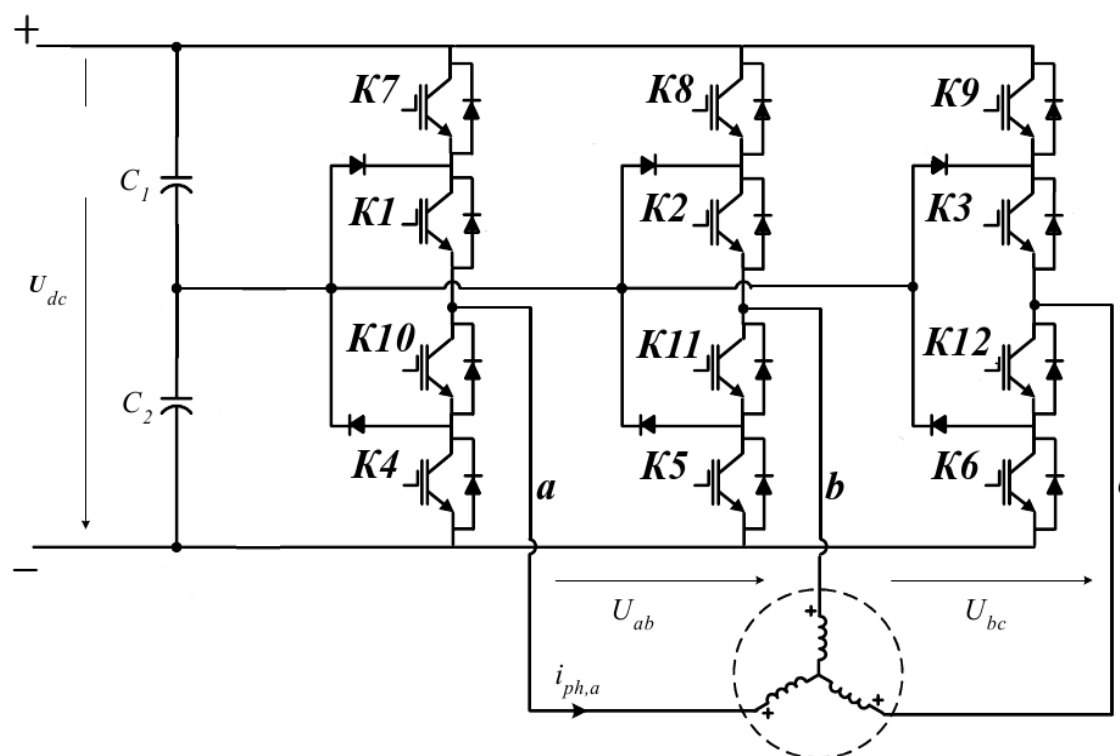 +
K7
K8
K9
C1
K1
K2
K3
Udc
K10
K11
K12
C2
K4
K5
K6
a
b
−
Uab
Ubc
+
iph,a
+
+